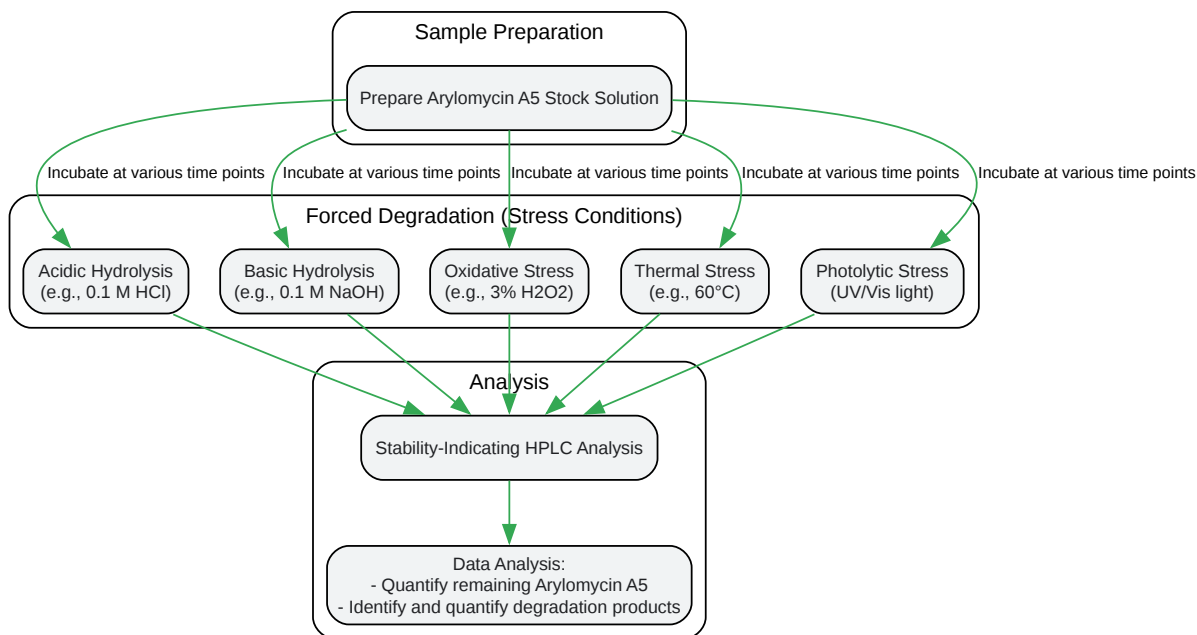 Sample Preparation
Prepare Arylomycin A5 Stock Solution
Incubate at various time points
Incubate at various time points
Incubate at various time points
Incubate at various time points
Incubate at various time points
Forced Degradation (Stress Conditions)
Acidic Hydrolysis
(e.g., 0.1 M HCl)
Basic Hydrolysis
(e.g., 0.1 M NaOH)
Oxidative Stress
(e.g., 3% H2O2)
Thermal Stress
(e.g., 60°C)
Photolytic Stress
(UV/Vis light)
Analysis
Stability-Indicating HPLC Analysis
Data Analysis:
- Quantify remaining Arylomycin A5
- Identify and quantify degradation products